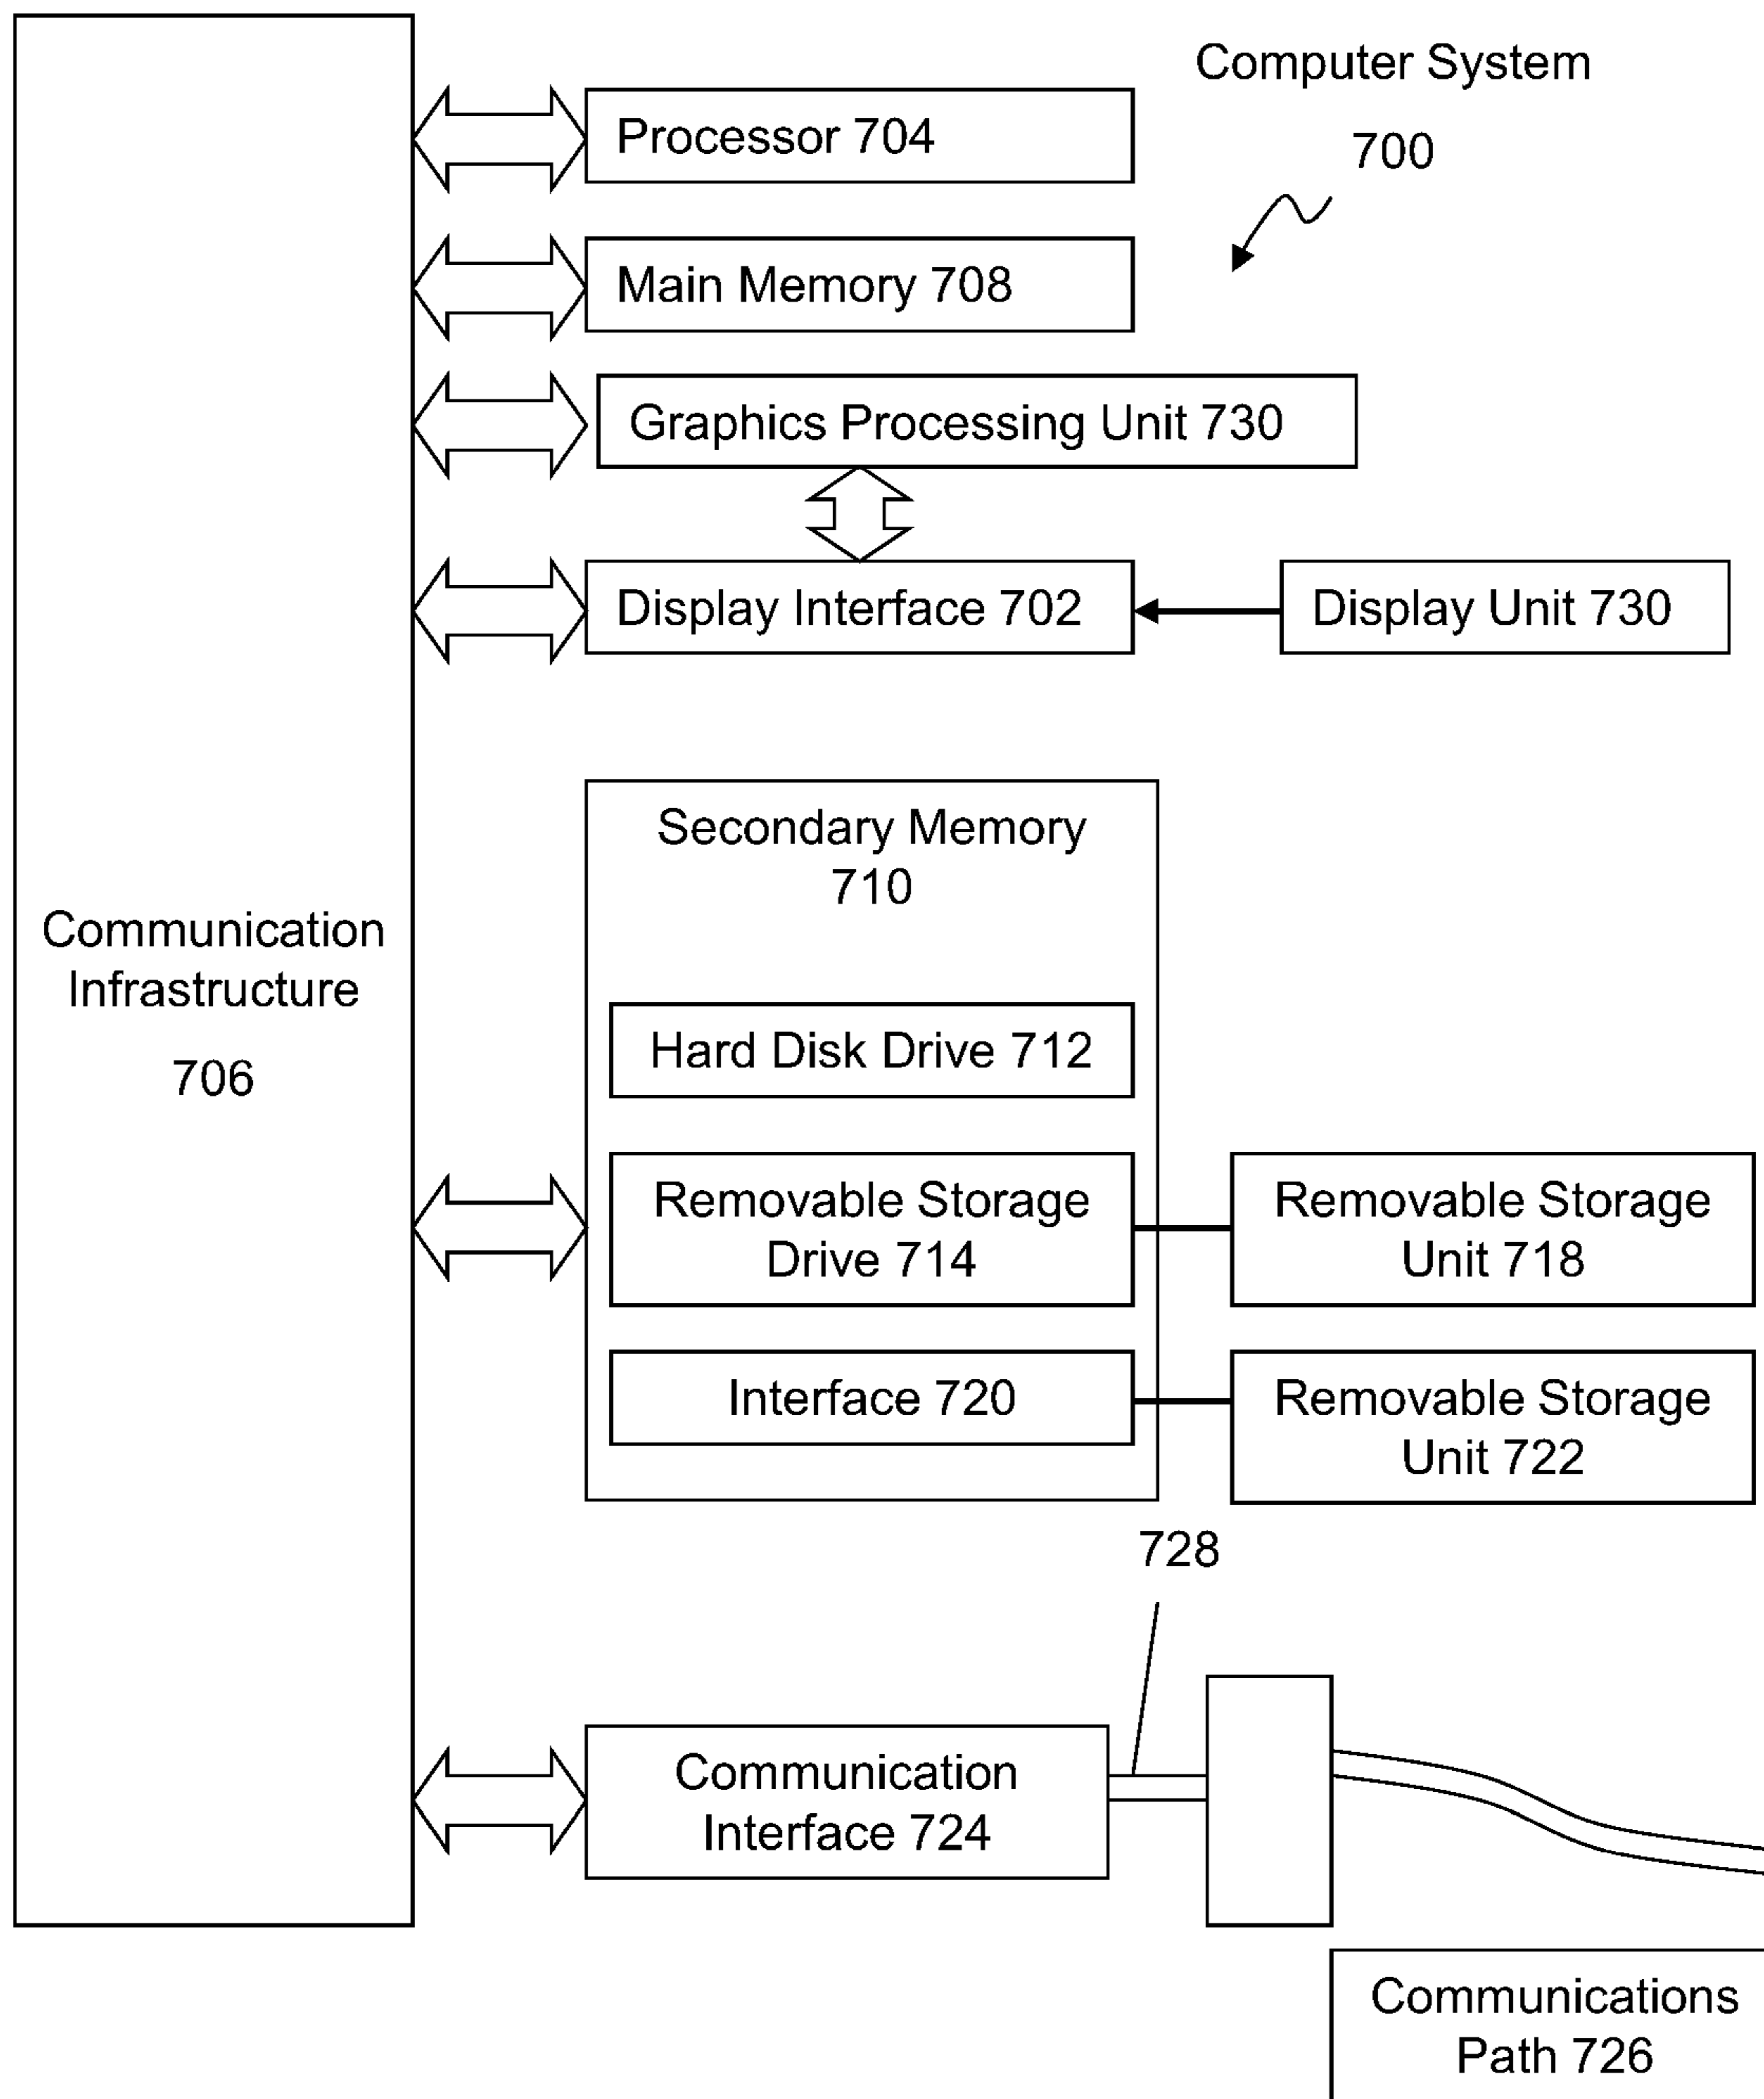 Computer System
700
Processor 704
Main Memory 708
Graphics Processing Unit 730
Display Interface 702
Display Unit 730
Secondary Memory
710
Communication
Infrastructure
706
Hard Disk Drive 712
Removable Storage
Drive 714
Removable Storage
Unit 718
Interface 720
Removable Storage
Unit 722
728
Communication
Interface 724
Communications
Path 726